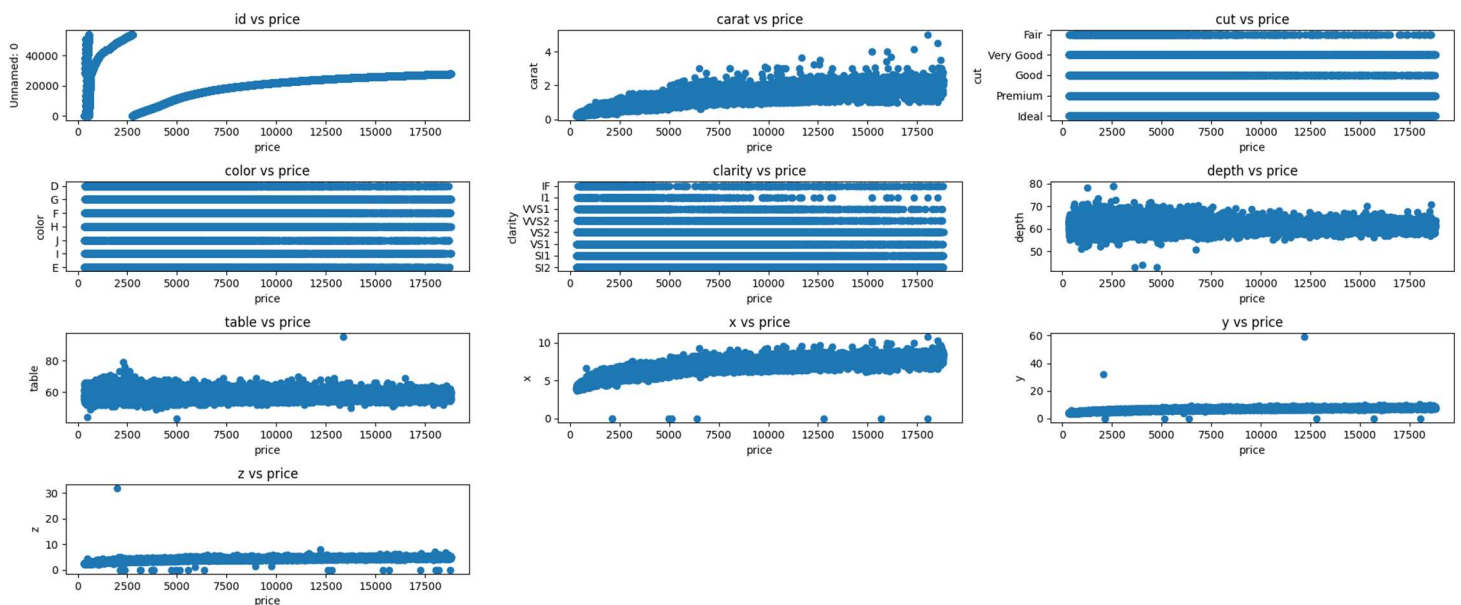 id vs price
Unnamed: 0
40000
20000
0
0 2500 5000 7500 10000 12500 15000 17500
price
carat vs price
carat
4
2
0
0 2500 5000 7500 10000 12500 15000 17500
price
cut vs price
cut
Fair
Very Good
Good
Premium
Ideal
0 2500 5000 7500 10000 12500 15000 17500
price
color vs price
color
D
G
F
H
J
I
E
0 2500 5000 7500 10000 12500 15000 17500
price
clarity vs price
clarity
IF
I1
VVS1
VVS2
VS2
VS1
SI1
SI2
0 2500 5000 7500 10000 12500 15000 17500
price
depth vs price
depth
80
70
60
50
0 2500 5000 7500 10000 12500 15000 17500
price
table vs price
table
80
60
0 2500 5000 7500 10000 12500 15000 17500
price
x vs price
x
10
5
0
0 2500 5000 7500 10000 12500 15000 17500
price
y vs price
y
60
40
20
0
0 2500 5000 7500 10000 12500 15000 17500
price
z vs price
z
30
20
10
0
0 2500 5000 7500 10000 12500 15000 17500
price